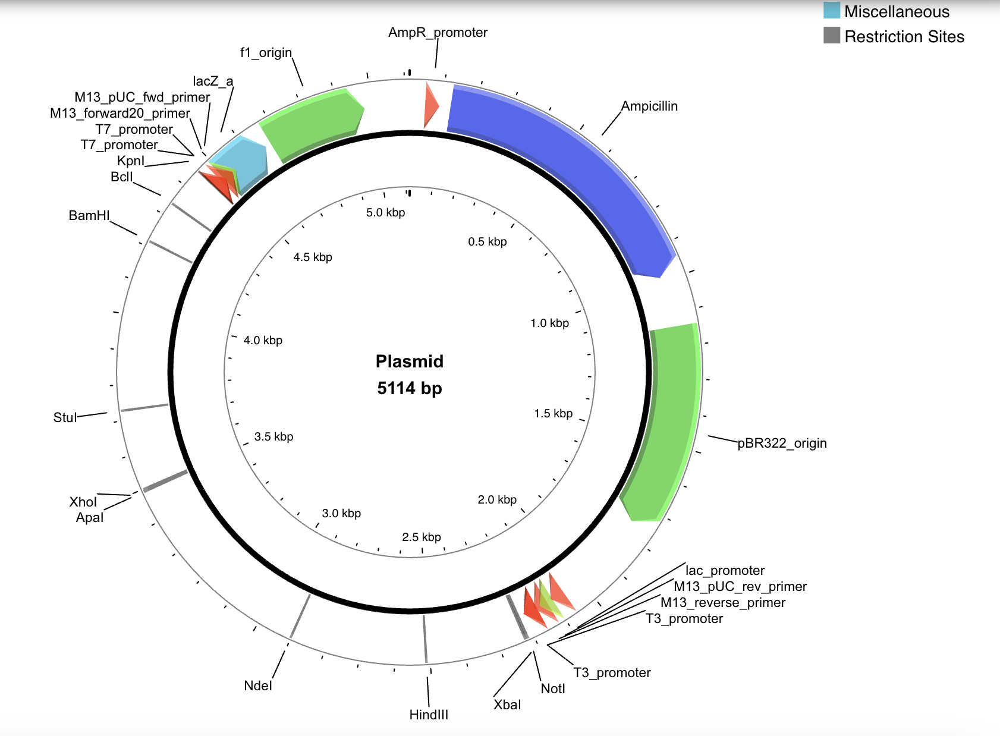 Miscellaneous
Restriction Sites
AmpR_promoter
f1_origin
lacZ_a
M13_pUC_fwd_primer
M13_forward20_primer
T7_promoter
T7_promoter
KpnI
BclI
BamHI
Ampicillin
5.0 kbp
0.5 kbp
4.5 kbp
1.0 kbp
4.0 kbp
Plasmid
5114 bp
1.5 kbp
StuI
3.5 kbp
pBR322_origin
2.0 kbp
XhoI
ApaI
3.0 kbp
2.5 kbp
lac_promoter
M13_pUC_rev_primer
M13_reverse_primer
T3_promoter
T3_promoter
NdeI
NotI
XbaI
HindIII